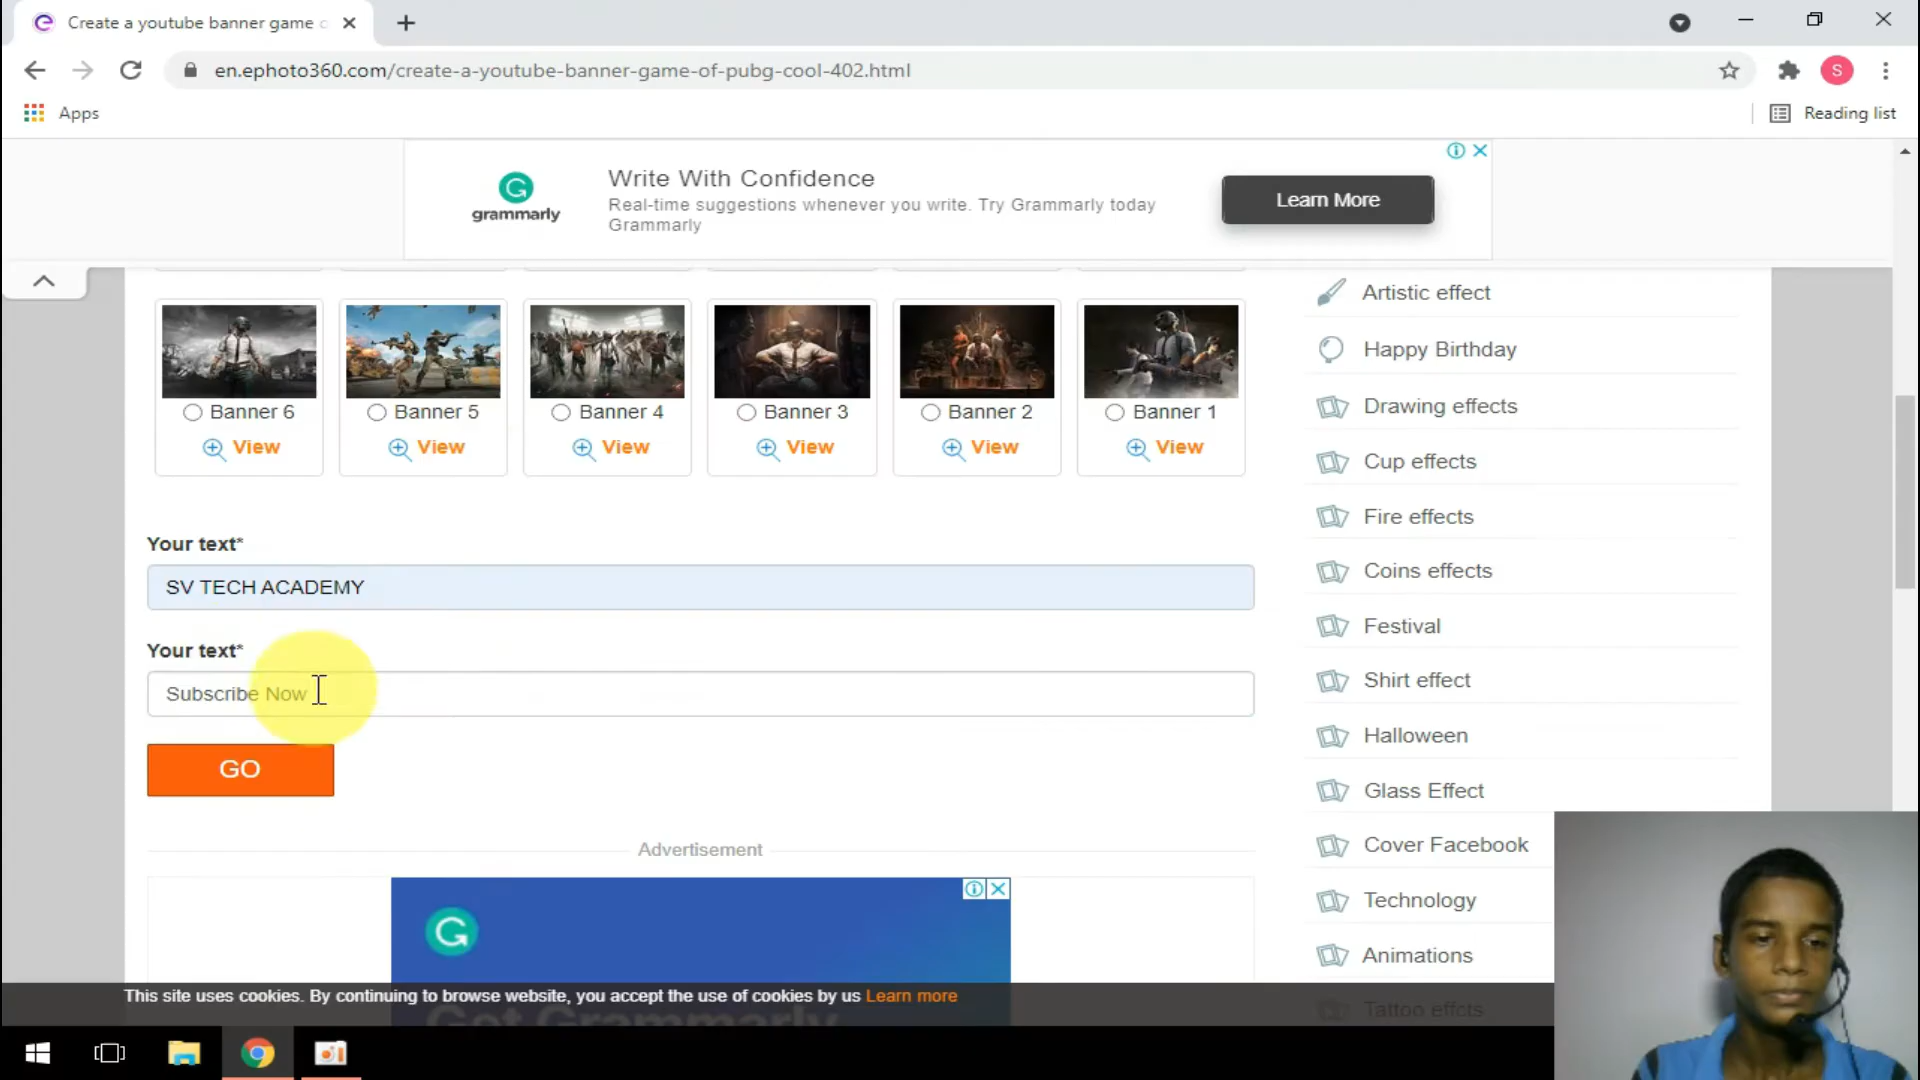 Create a youtube banner game o
en.ephoto360.com/create-a-youtube-banner-game-of-pubg-cool-402.html
S
Apps
Reading list
grammarly
Write With Confidence
Real-time suggestions whenever you write. Try Grammarly today
Grammarly
Learn More
Banner 6
Banner 5
Banner 4
Banner 3
Banner 2
Banner 1
View
View
View
View
View
View
Your text*
SV TECH ACADEMY
Your text*
Subscribe Now
GO
Advertisement
Get Grammarly
This site uses cookies. By continuing to browse website, you accept the use of cookies by us Learn more
Artistic effect
Happy Birthday
Drawing effects
Cup effects
Fire effects
Coins effects
Festival
Shirt effect
Halloween
Glass Effect
Cover Facebook
Technology
Animations
Tattoo effcts